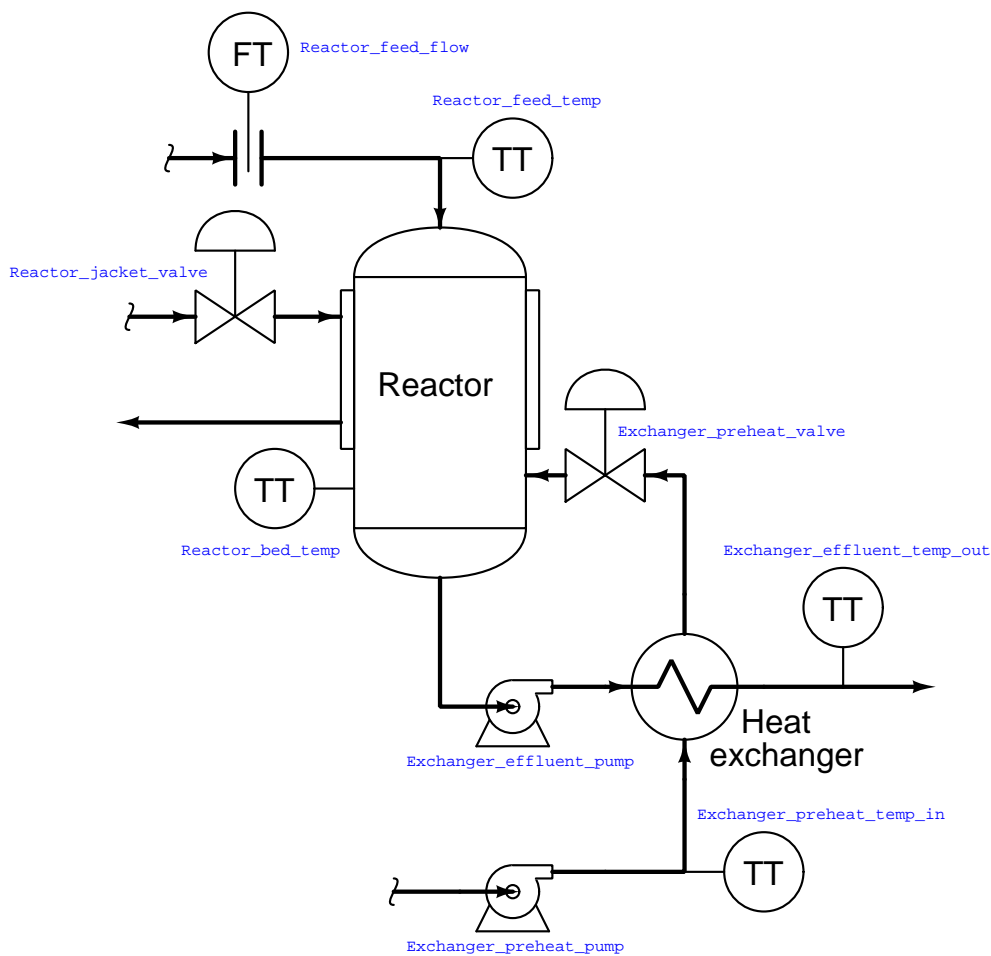 FT
Reactor_feed_flow
Reactor_feed_temp
TT
Reactor_jacket_valve
Reactor
Exchanger_preheat_valve
TT
Reactor_bed_temp
Exchanger_effluent_temp_out
TT
Heat
exchanger
Exchanger_effluent_pump
Exchanger_preheat_temp_in
TT
Exchanger_preheat_pump